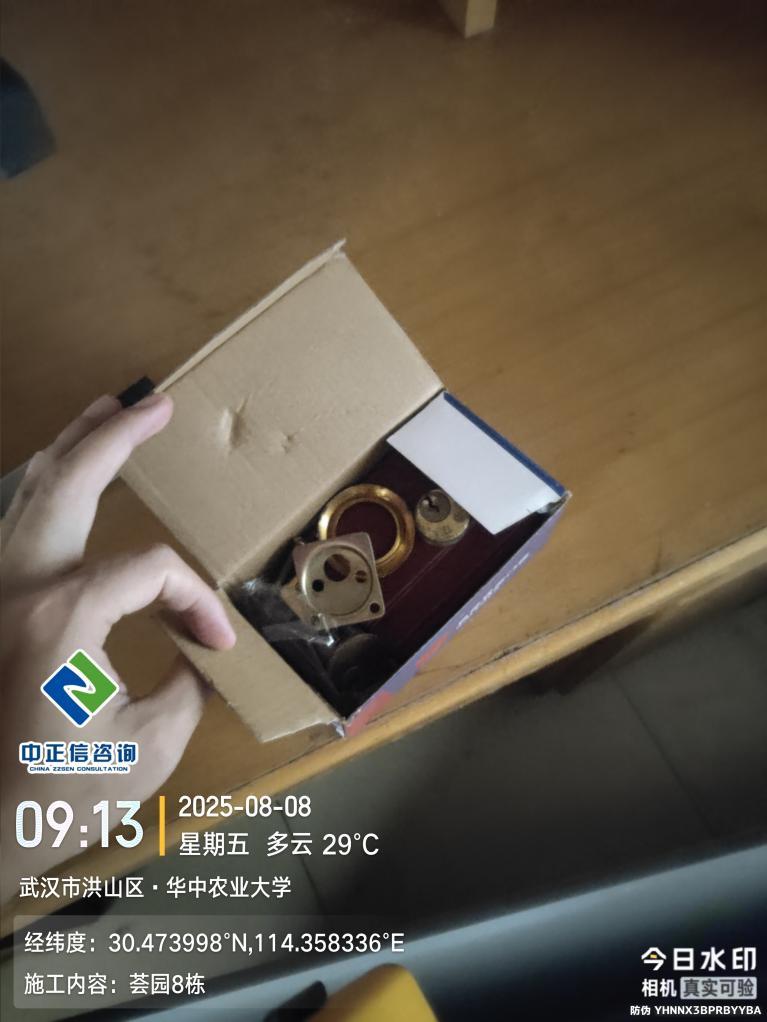 中正信咨询
CHINA ZZSEN CONSULTATION
09:13
2025-08-08
星期五 多云 29°C
武汉市洪山区·华中农业大学
经纬度：30.473998°N,114.358336°E
施工内容：荟园8栋
今日水印
相机 真实可验
防伪 YHNNX3BPRBYYBA